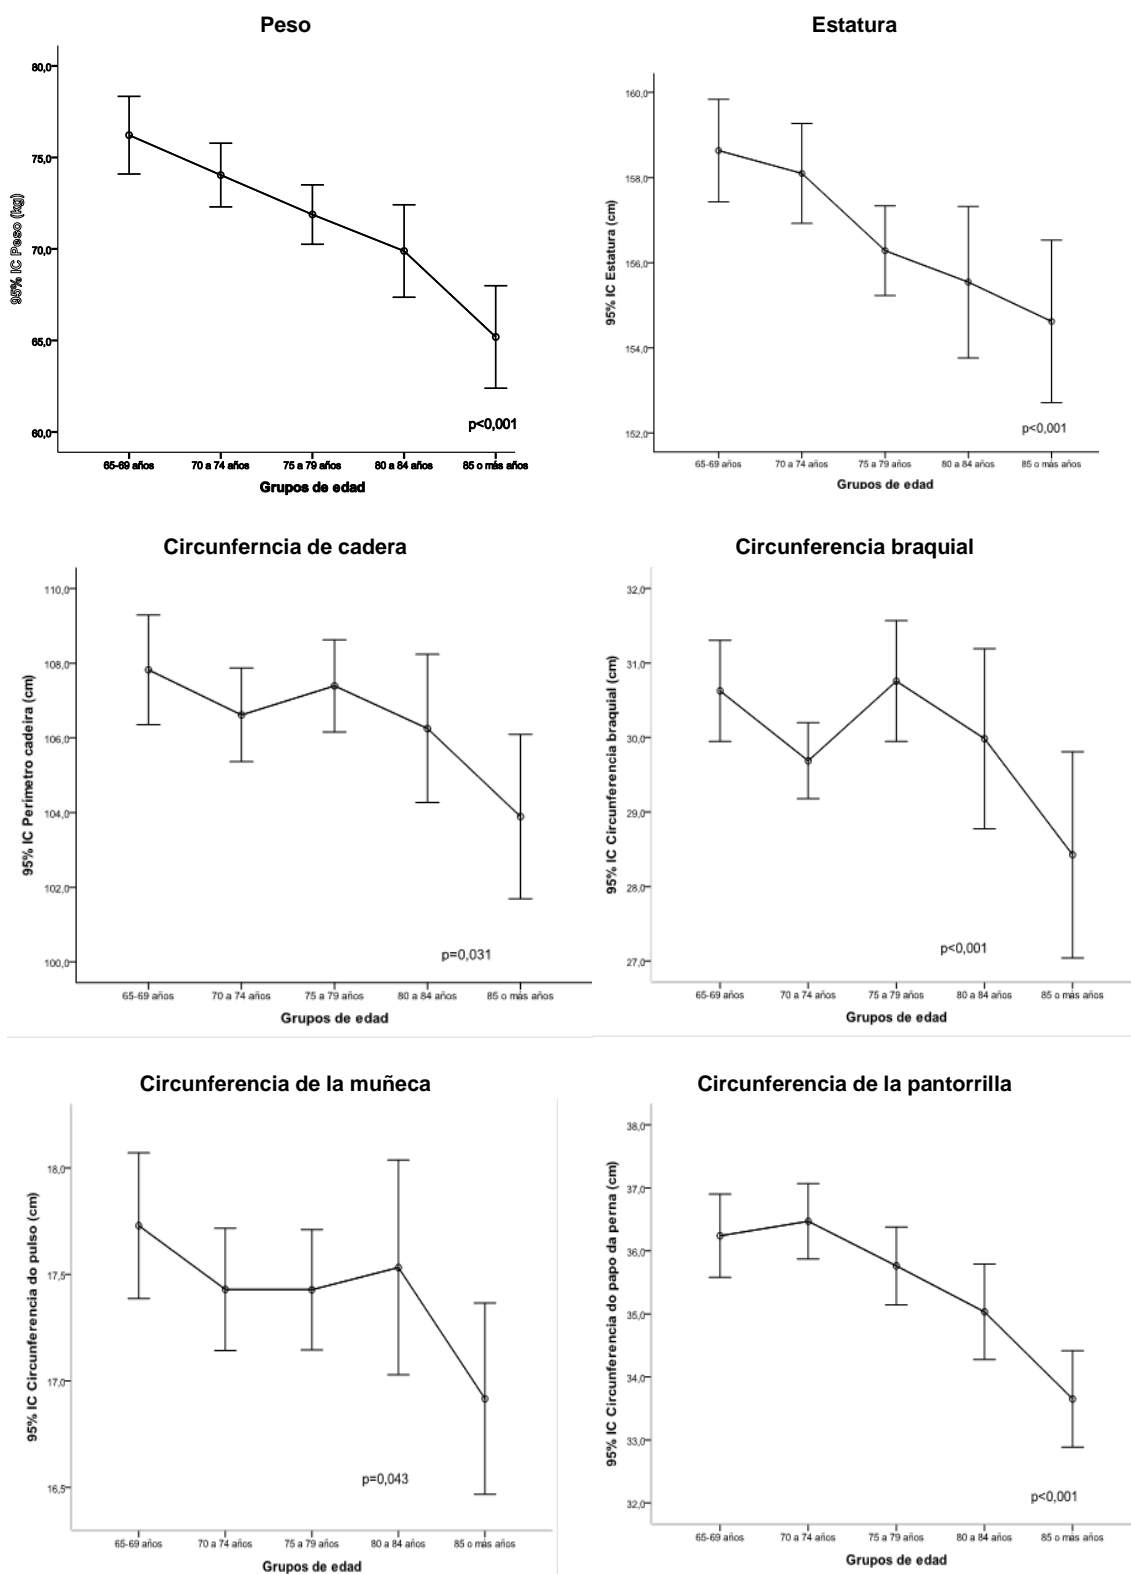 Peso
80,0
75,0
70,0
65,0
60,0
95% IC Peso (kg)
p<0,001
65-69 años 70 a 74 años 75 a 79 años 80 a 84 años 85 o más años
Grupos de edad
Estatura
160,0
158,0
156,0
154,0
152,0
95% IC Estatura (cm)
p<0,001
65-69 años 70 a 74 años 75 a 79 años 80 a 84 años 85 o más años
Grupos de edad
Circunferncia de cadera
110,0
108,0
106,0
104,0
102,0
100,0
95% IC Perímetro cadeira (cm)
p=0,031
65-69 años 70 a 74 años 75 a 79 años 80 a 84 años 85 o más años
Grupos de edad
Circunferencia braquial
32,0
31,0
30,0
29,0
28,0
27,0
95% IC Circunferencia braquial (cm)
p<0,001
65-69 años 70 a 74 años 75 a 79 años 80 a 84 años 85 o más años
Grupos de edad
Circunferencia de la muñeca
18,0
17,5
17,0
16,5
95% IC Circunferencia do pulso (cm)
p=0,043
65-69 años 70 a 74 años 75 a 79 años 80 a 84 años 85 o más años
Grupos de edad
Circunferencia de la pantorrilla
38,0
37,0
36,0
35,0
34,0
33,0
32,0
95% IC Circunferencia do papo da perna (cm)
p<0,001
65-69 años 70 a 74 años 75 a 79 años 80 a 84 años 85 o más años
Grupos de edad